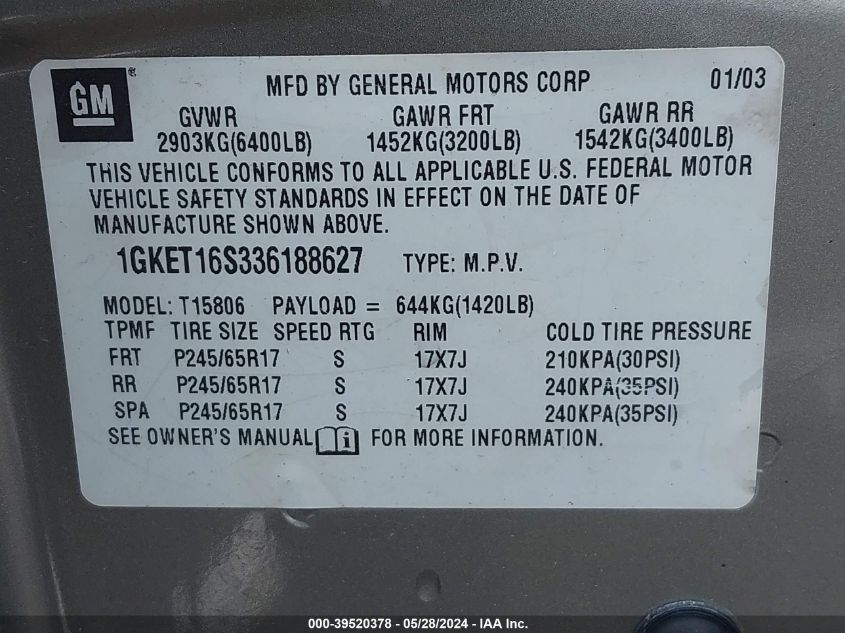 GM ® MFD BY GENERAL MOTORS CORP 01/03
GVWR GAWR FRT GAWR RR
2903KG(6400LB) 1452KG(3200LB) 1542KG(3400LB)
THIS VEHICLE CONFORMS TO ALL APPLICABLE U.S. FEDERAL MOTOR
VEHICLE SAFETY STANDARDS IN EFFECT ON THE DATE OF
MANUFACTURE SHOWN ABOVE.
1GKET16S336188627 TYPE: M.P.V.
MODEL: T15806 PAYLOAD = 644KG(1420LB)
TPMF TIRE SIZE SPEED RTG RIM COLD TIRE PRESSURE
FRT P245/65R17 S 17X7J 210KPA(30PSI)
RR P245/65R17 S 17X7J 240KPA(35PSI)
SPA P245/65R17 S 17X7J 240KPA(35PSI)
SEE OWNER'S MANUAL i FOR MORE INFORMATION.
000-39520378 - 05/28/2024 - IAA Inc.